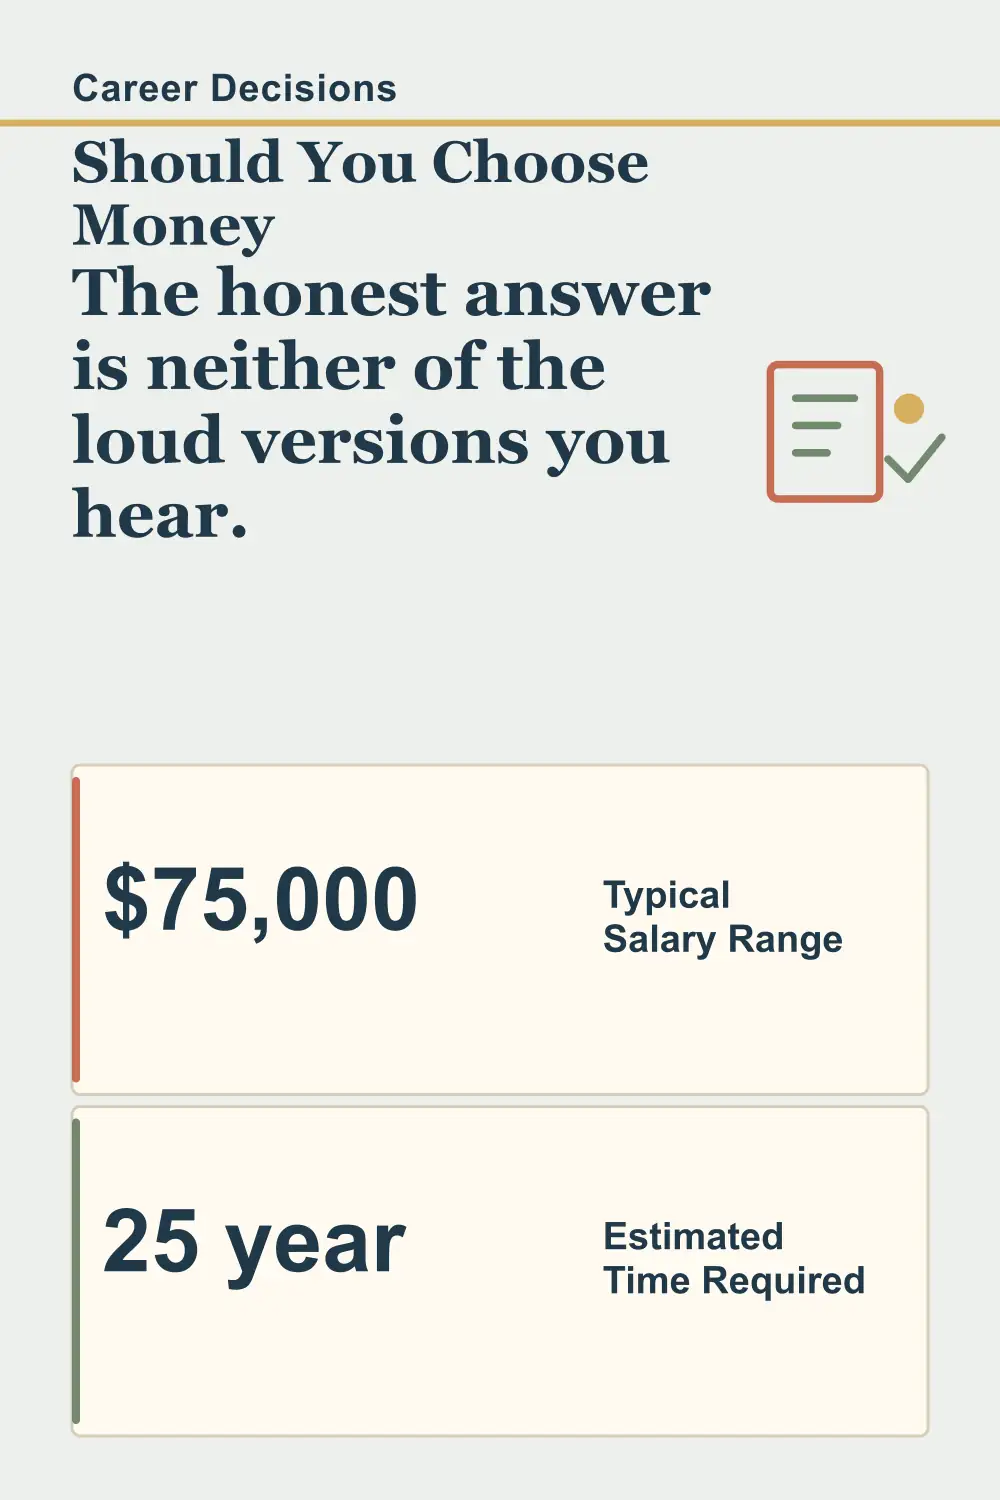 Career Decisions
Should You Choose
Money
The honest answer
is neither of the
loud versions you
hear.
$75,000
Typical
Salary Range
25 year
Estimated
Time Required